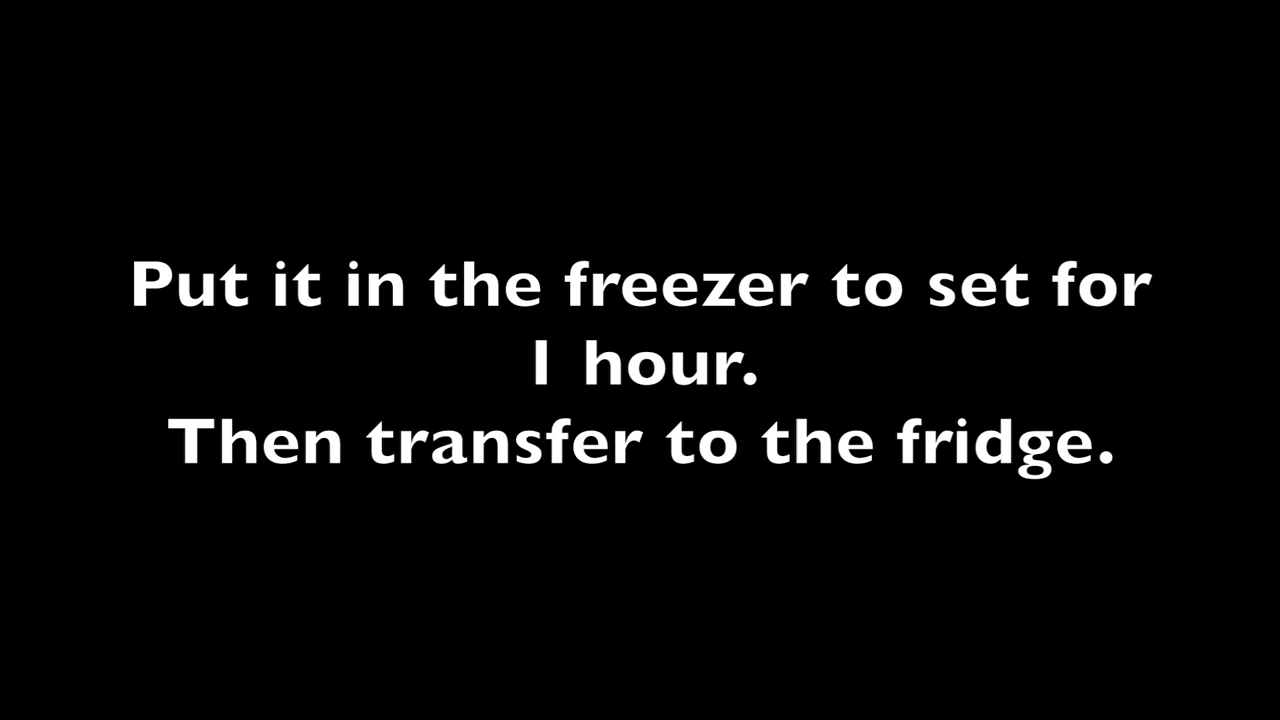 Put it in the freezer to set for
1 hour.
Then transfer to the fridge.